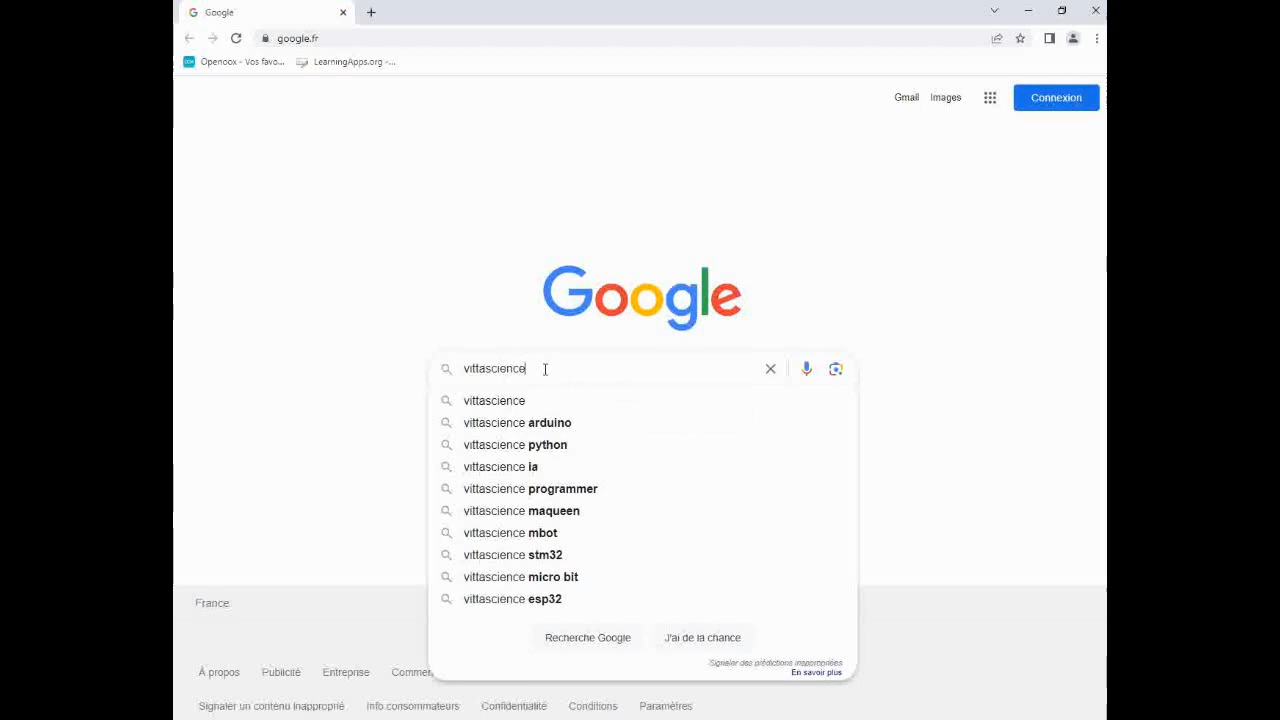 Google
google.fr
Openoox - Vos favo...
LearningApps.org -...
Gmail
Images
Connexion
Google
vittascience
vittascience
vittascience arduino
vittascience python
vittascience ia
vittascience programmer
vittascience maqueen
vittascience mbot
vittascience stm32
vittascience micro bit
vittascience esp32
Recherche Google
J'ai de la chance
Signaler des prédictions inappropriées
En savoir plus
France
À propos
Publicité
Entreprise
Commen
Signaler un contenu inapproprié
Info consommateurs
Confidentialité
Conditions
Paramètres